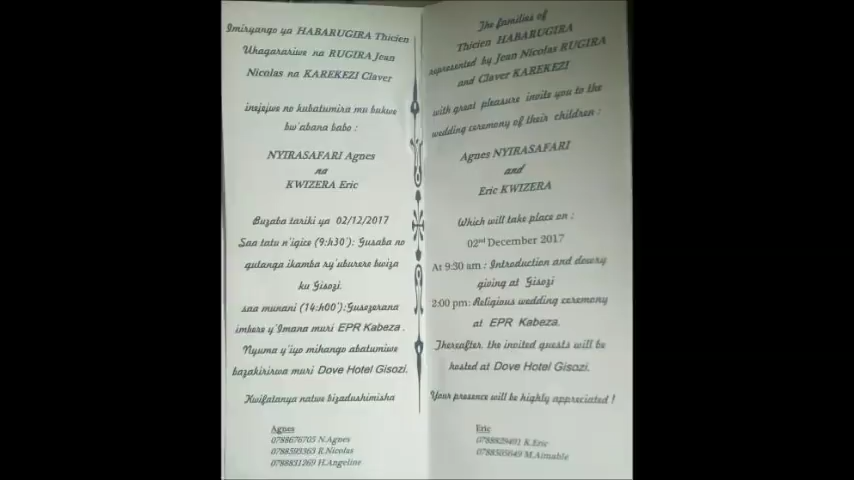 Imiryango ya HABARUGIRA Thicien
Uhagarariwe na RUGIRA Jean
Nicolas na KAREKEZI Claver
inejejwe no kubatumira mu bukwe
bw'abana babo :
NYIRASAFARI Agnes
na
KWIZERA Eric
Buzaba tariki ya 02/12/2017
Saa tatu n'igice (9:h30'): Gusaba no
gutanga ikamba ry'uburere bwiza
ku Gisozi.
saa munani (14:h00'):Gusezerana
imbere y'Imana muri EPR Kabeza .
Nyuma y'iyo mihango abatumiwe
bazakirirwa muri Dove Hotel Gisozi.
Kwifatanya natwe bizadushimisha
Agnes
0788676705 N.Agnes
0788593363 R.Nicolas
0788831269 H.Angeline
The families of
Thicien HABARUGIRA
represented by Jean Nicolas RUGIRA
and Claver KAREKEZI
with great pleasure invite you to the
wedding ceremony of their children :
Agnes NYIRASAFARI
and
Eric KWIZERA
Which will take place on :
02nd December 2017
At 9:30 am : Introduction and dowry
giving at Gisozi
2:00 pm: Religious wedding ceremony
at EPR Kabeza.
Thereafter, the invited guests will be
hosted at Dove Hotel Gisozi.
Your presence will be highly appreciated !
Eric
0788829491 K.Eric
0788565649 M.Aimable